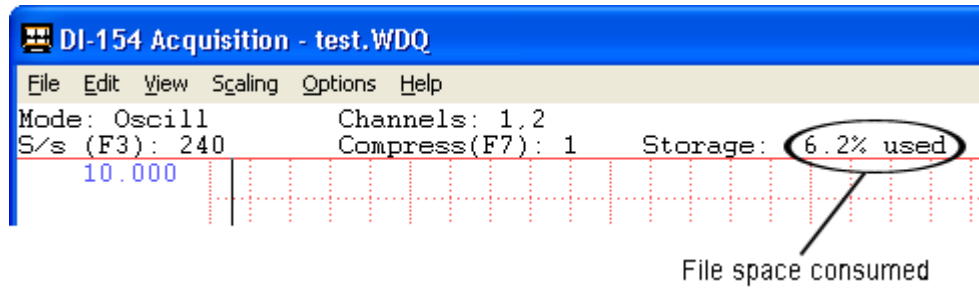 DI-154 Acquisition - test.WDQ
File Edit View Scaling Options Help
Mode: Oscill Channels: 1,2
S/s (F3): 240 Compress(F7): 1 Storage: 6.2% used
10.000
File space consumed